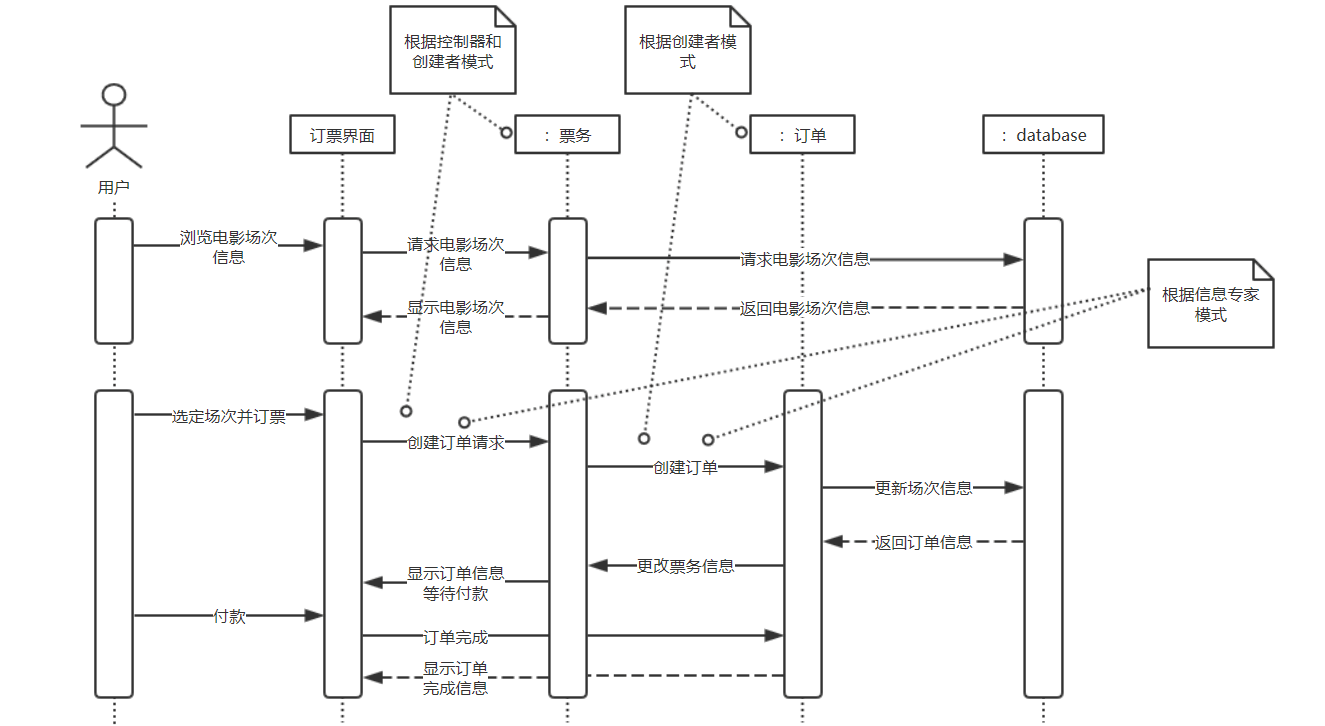 根据控制器和
创建者模式
根据创建者模
式
订票界面
：票务
：订单
：database
用户
浏览电影场次
信息
请求电影场次
信息
请求电影场次信息
显示电影场次
信息
返回电影场次信息
根据信息专家
模式
选定场次并订票
创建订单请求
创建订单
更新场次信息
返回订单信息
更改票务信息
显示订单信息
等待付款
付款
订单完成
显示订单
完成信息